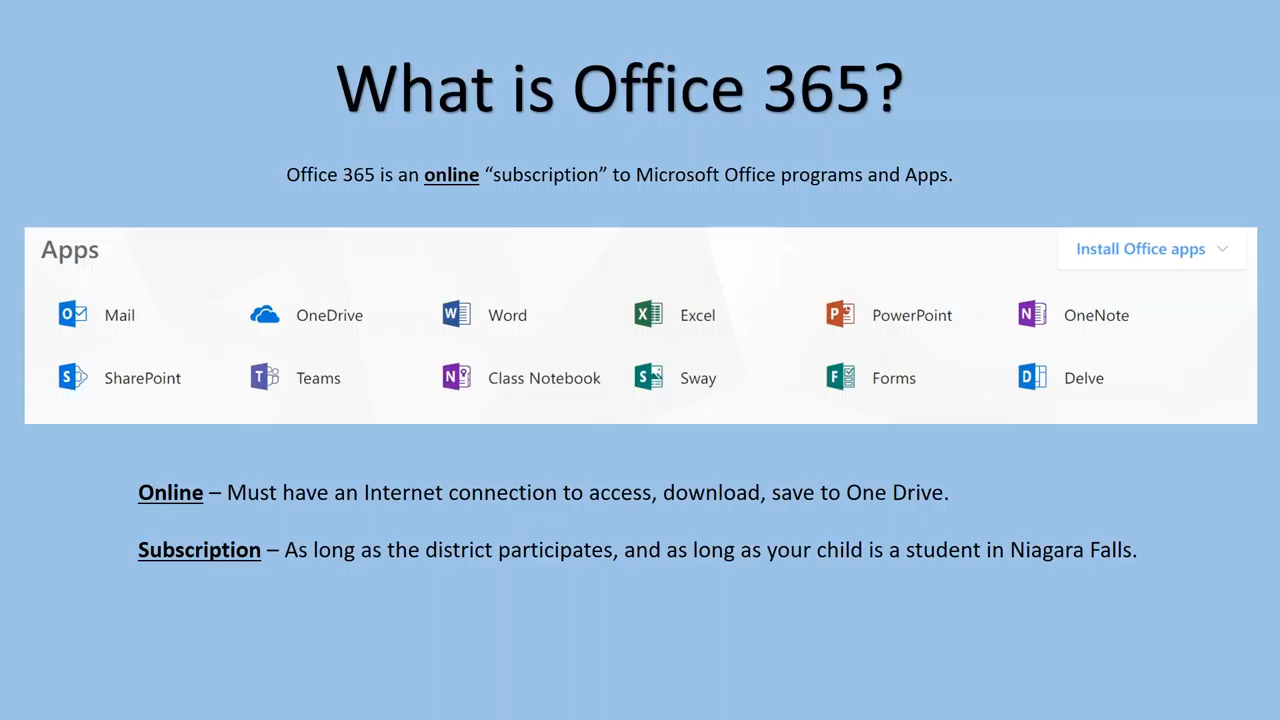 What is Office 365?
Office 365 is an online “subscription” to Microsoft Office programs and Apps.
Apps
Install Office apps
Mail
OneDrive
Word
Excel
PowerPoint
OneNote
SharePoint
Teams
Class Notebook
Sway
Forms
Delve
Online – Must have an Internet connection to access, download, save to One Drive.
Subscription – As long as the district participates, and as long as your child is a student in Niagara Falls.